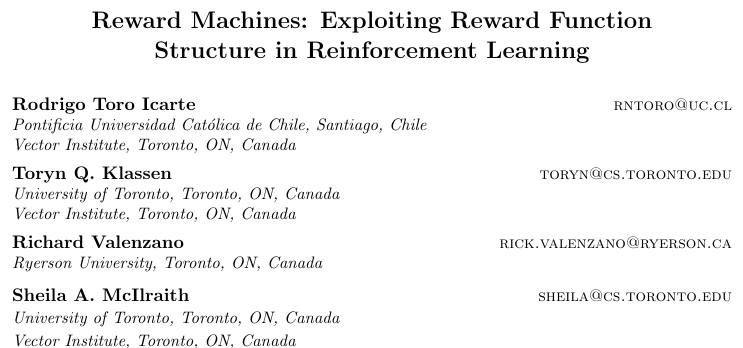 Reward Machines: Exploiting Reward Function
Structure in Reinforcement Learning
Rodrigo Toro Icarte rntoro@uc.cl
Pontificia Universidad Católica de Chile, Santiago, Chile
Vector Institute, Toronto, ON, Canada
Toryn Q. Klassen toryn@cs.toronto.edu
University of Toronto, Toronto, ON, Canada
Vector Institute, Toronto, ON, Canada
Richard Valenzano rick.valenzano@ryerson.ca
Ryerson University, Toronto, ON, Canada
Sheila A. McIlraith sheila@cs.toronto.edu
University of Toronto, Toronto, ON, Canada
Vector Institute, Toronto, ON, Canada